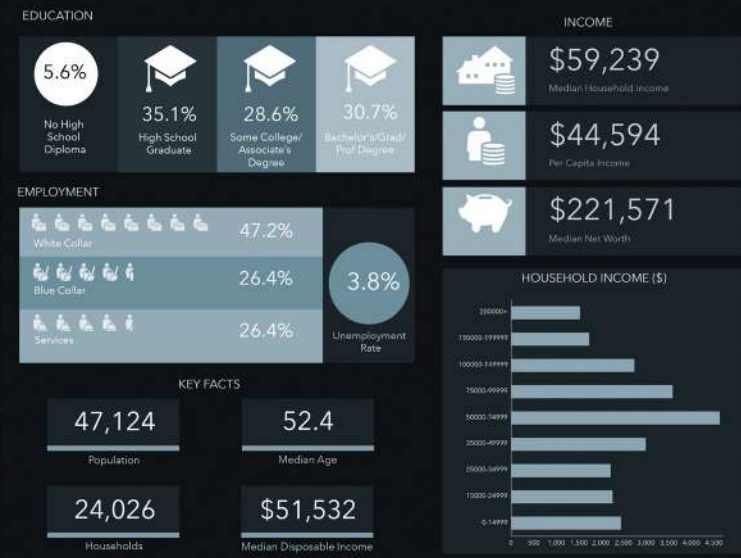 EDUCATION
5.6%
No High
School
Diploma
35.1%
High School
Graduate
28.6%
Some College/
Associate's
Degree
30.7%
Bachelor's/Grad/
Prof Degree
EMPLOYMENT
White Collar
47.2%
Blue Collar
26.4%
Services
26.4%
3.8%
Unemployment
Rate
KEY FACTS
47,124
Population
52.4
Median Age
24,026
Households
$51,532
Median Disposable Income
INCOME
$59,239
Median Household Income
$44,594
Per Capita Income
$221,571
Median Net Worth
HOUSEHOLD INCOME ($)
200000+
150000-199999
100000-149999
75000-99999
50000-74999
35000-49999
25000-34999
15000-24999
0-14999
0 500 1,000 1,500 2,000 2,500 3,000 3,500 4,000 4,500